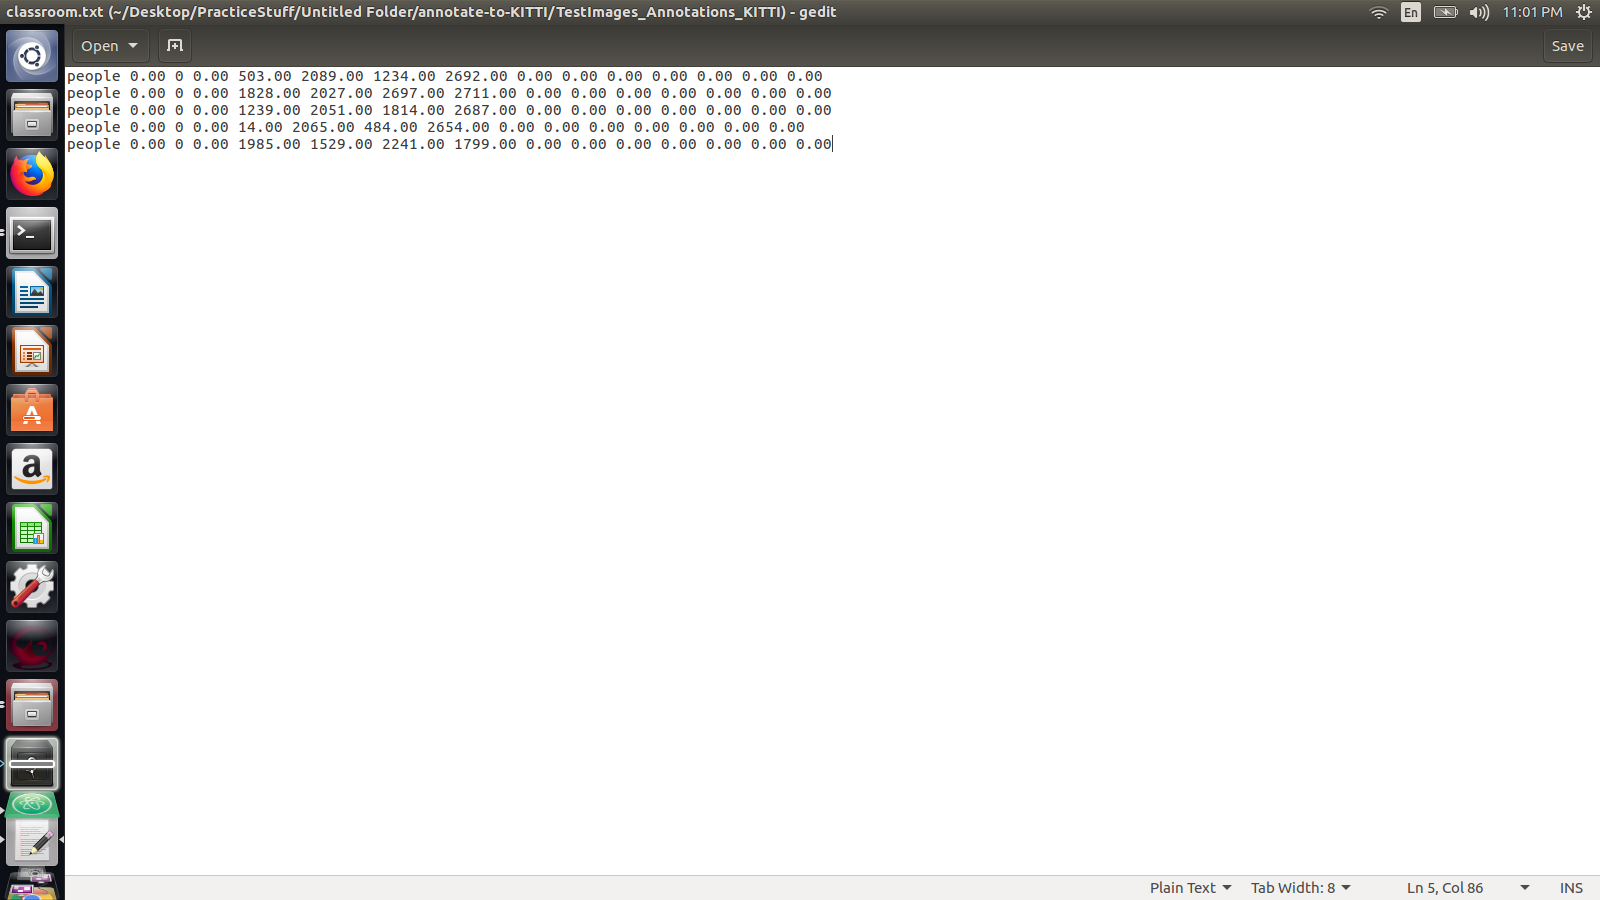 classroom.txt (~/Desktop/PracticeStuff/Untitled Folder/annotate-to-KITTI/TestImages_Annotations_KITTI) - gedit
En
11:01 PM
Open
Save
people 0.00 0 0.00 503.00 2089.00 1234.00 2692.00 0.00 0.00 0.00 0.00 0.00 0.00 0.00
people 0.00 0 0.00 1828.00 2027.00 2697.00 2711.00 0.00 0.00 0.00 0.00 0.00 0.00 0.00
people 0.00 0 0.00 1239.00 2051.00 1814.00 2687.00 0.00 0.00 0.00 0.00 0.00 0.00 0.00
people 0.00 0 0.00 14.00 2065.00 484.00 2654.00 0.00 0.00 0.00 0.00 0.00 0.00 0.00
people 0.00 0 0.00 1985.00 1529.00 2241.00 1799.00 0.00 0.00 0.00 0.00 0.00 0.00 0.00
a
Plain Text
Tab Width: 8
Ln 5, Col 86
INS